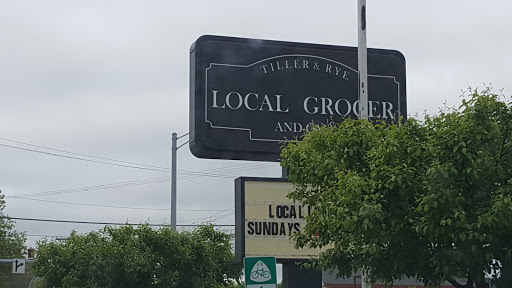 TILLER & RYE
LOCAL GROCER
AND
LOCAL
SUNDAYS